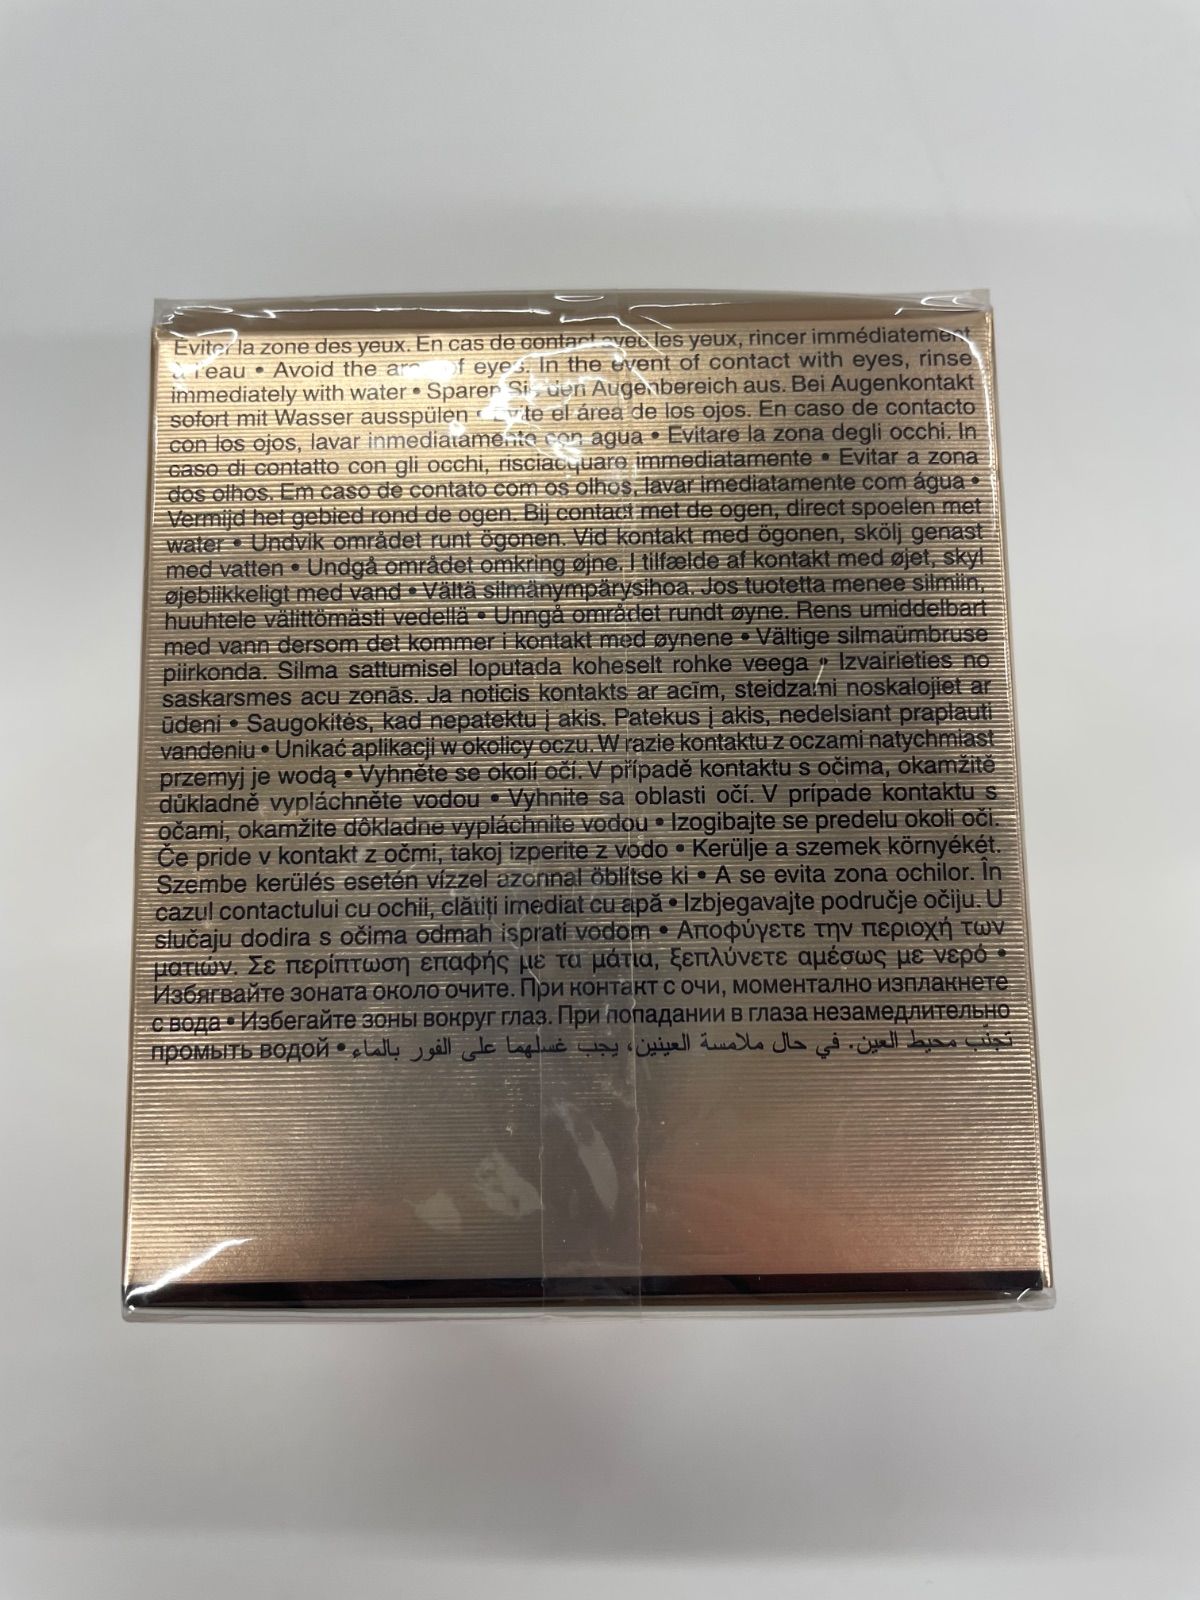 Éviter la zone des yeux. En cas de contact avec les yeux, rincer immédiatement
à l'eau • Avoid the area of eyes. In the event of contact with eyes, rinse
immediately with water • Sparen Sie den Augenbereich aus. Bei Augenkontakt
sofort mit Wasser ausspülen • Evite el área de los ojos. En caso de contacto
con los ojos, lavar inmediatamente con agua • Evitare la zona degli occhi. In
caso di contatto con gli occhi, risciacquare immediatamente • Evitar a zona
dos olhos. Em caso de contato com os olhos, lavar imediatamente com água •
Vermijd het gebied rond de ogen. Bij contact met de ogen, direct spoelen met
water • Undvik området runt ögonen. Vid kontakt med ögonen, skölj genast
med vatten • Undgå området omkring øjne. I tilfælde af kontakt med øjet, skyl
øjeblikkeligt med vand • Vältä silmänympärysihoa. Jos tuotetta menee silmiin,
huuhtele välittömästi vedellä • Unngå området rundt øyne. Rens umiddelbart
med vann dersom det kommer i kontakt med øynene • Vältige silmaümbruse
piirkonda. Silma sattumisel loputada koheselt rohke veega • Izvairieties no
saskarsmes acu zonās. Ja noticis kontakts ar acīm, steidzami noskalojiet ar
ūdeni • Saugokitės, kad nepatektu į akis. Patekus į akis, nedelsiant praplauti
vandeniu • Unikać aplikacji w okolicy oczu. W razie kontaktu z oczami natychmiast
przemyj je wodą • Vyhněte se okolí očí. V případě kontaktu s očima, okamžitě
důkladně vypláchněte vodou • Vyhnite sa oblasti očí. V prípade kontaktu s
očami, okamžite dôkladne vypláchnite vodou • Izogibajte se predelu okoli oči.
Če pride v kontakt z očmi, takoj izperite z vodo • Kerülje a szemek környékét.
Szembe kerülés esetén vízzel azonnal öblítse ki • A se evita zona ochilor. În
cazul contactului cu ochii, clătiți imediat cu apă • Izbjegavajte područje očiju. U
slučaju dodira s očima odmah isprati vodom • Αποφύγετε την περιοχή των
ματιών. Σε περίπτωση επαφής με τα μάτια, ξεπλύνετε αμέσως με νερό •
Избягвайте зоната около очите. При контакт с очи, моментално изплакнете
с вода • Избегайте зоны вокруг глаз. При попадании в глаза незамедлительно
промыть водой • تجنّب محيط العين. في حال ملامسة العينين، يجب غسلهما على الفور بالماء.